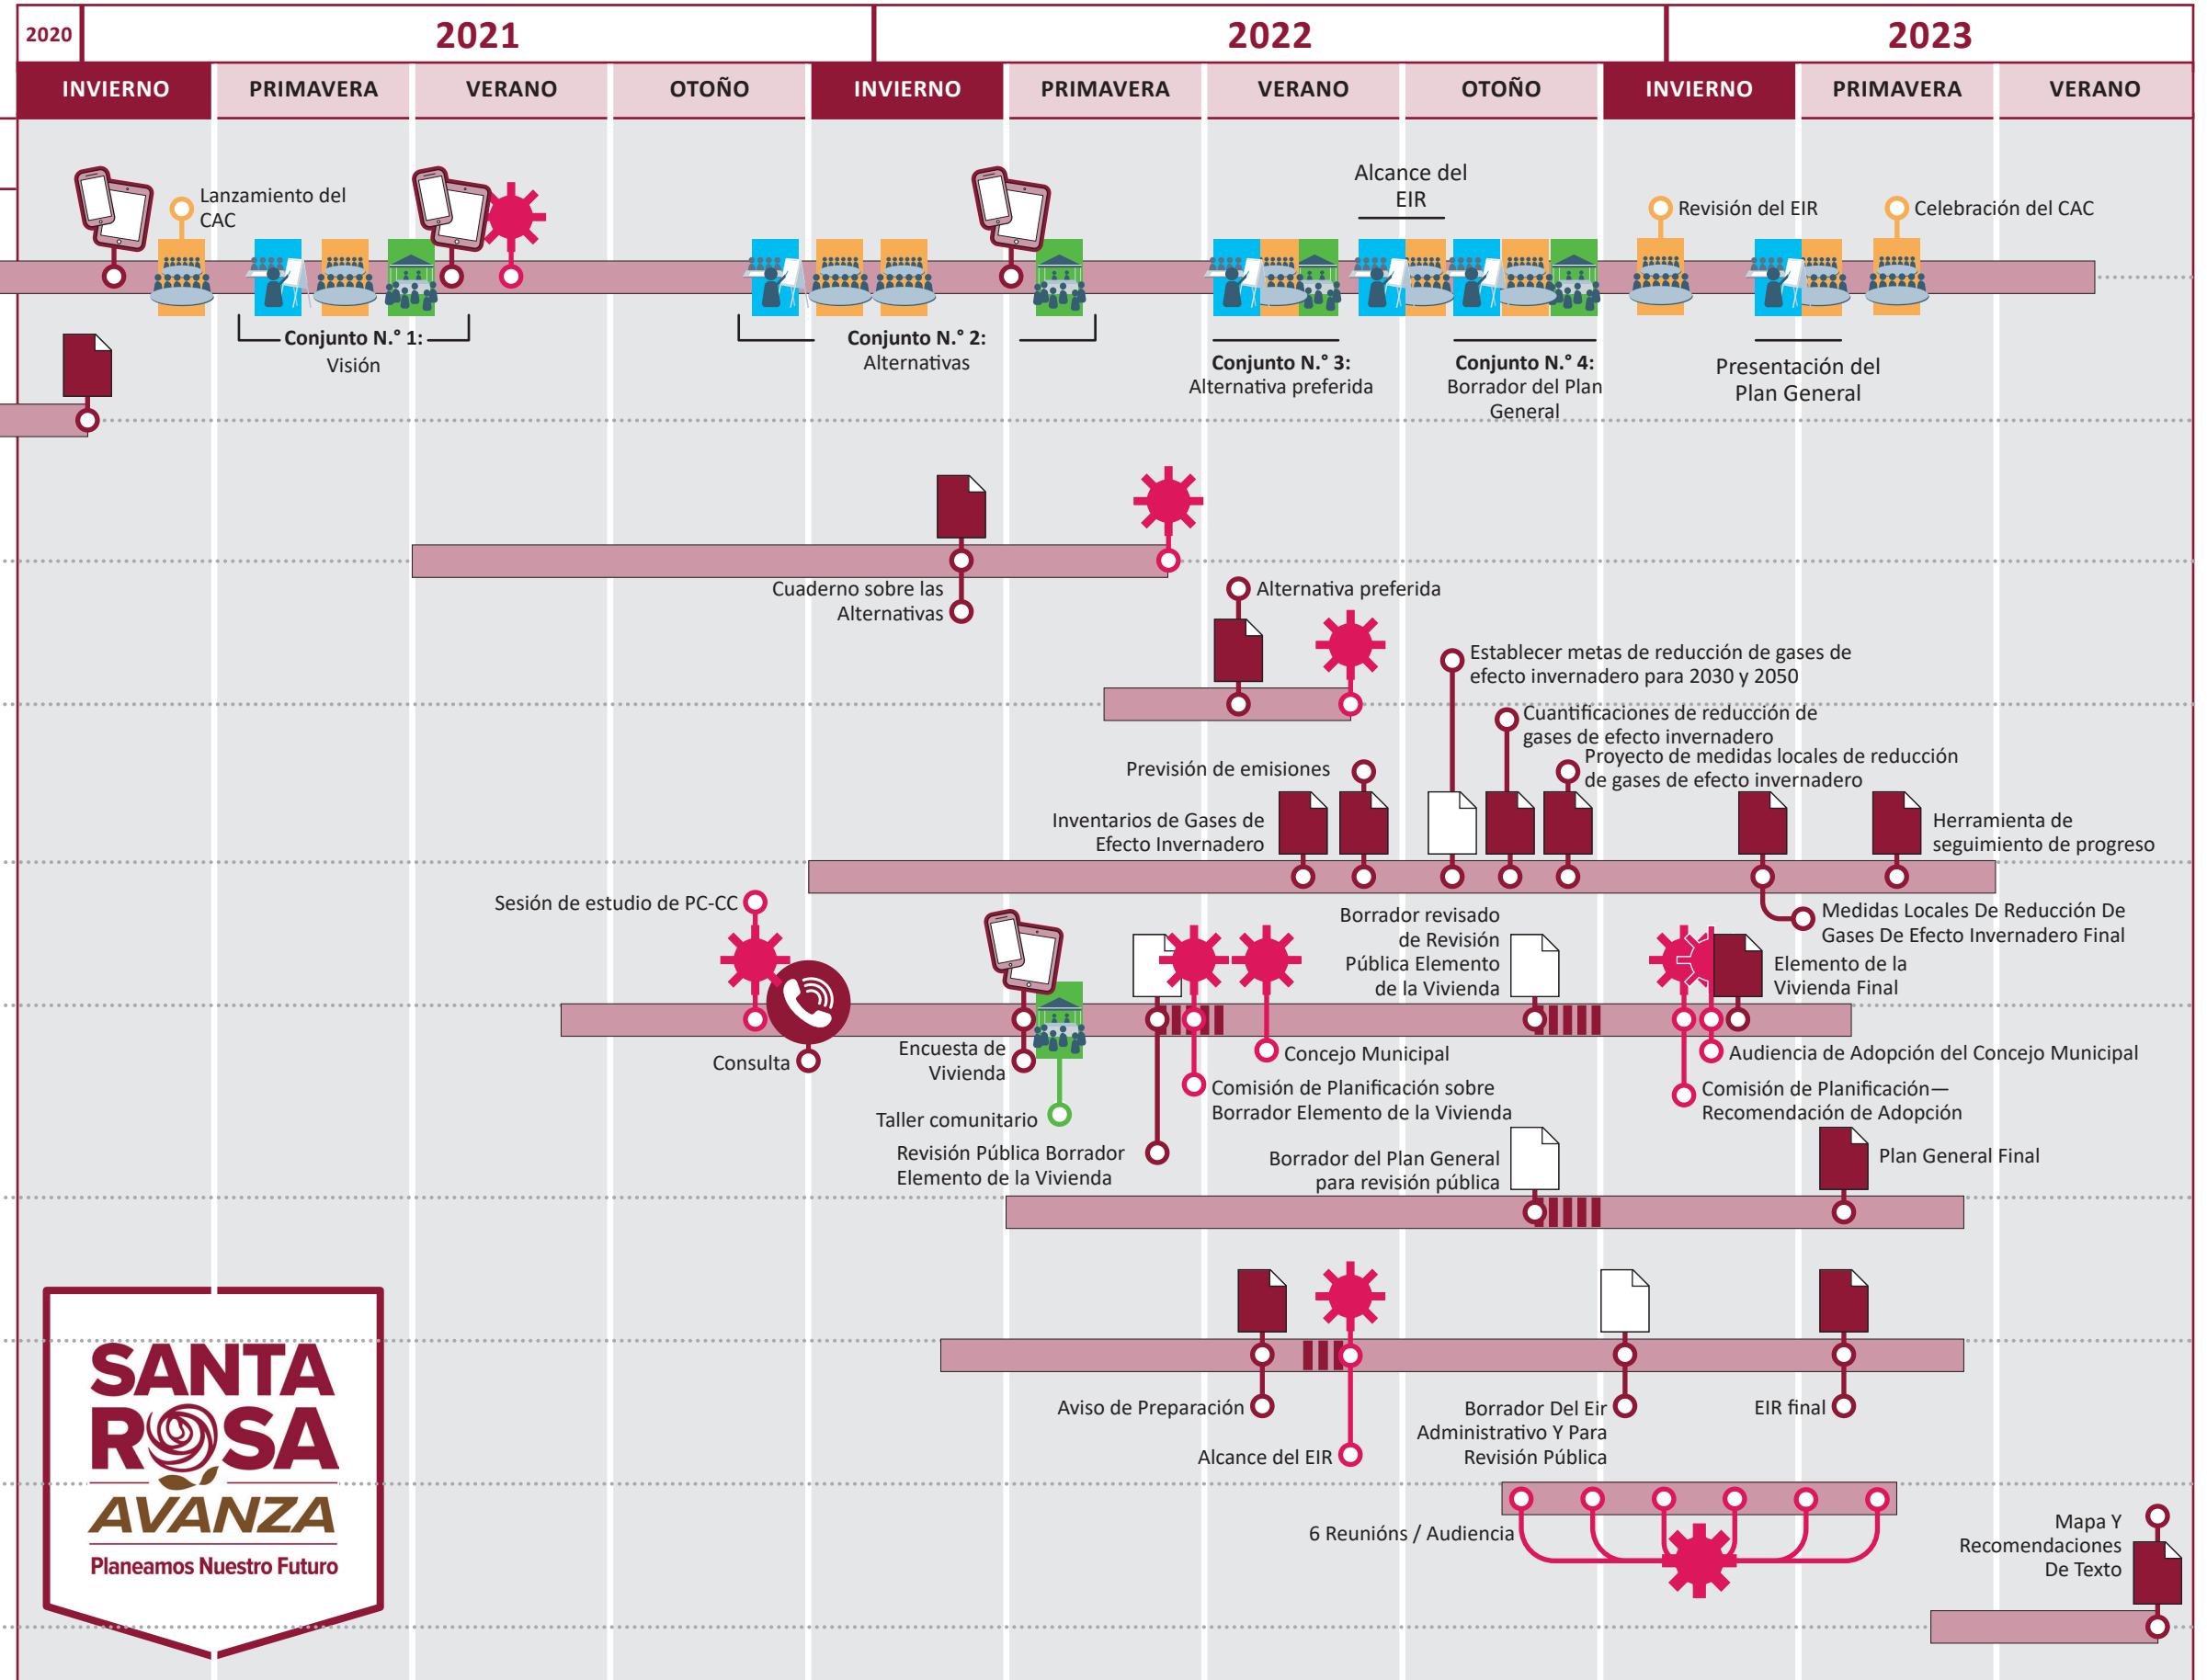 2020
2021
2022
2023
INVIERNO
PRIMAVERA
VERANO
OTOÑO
INVIERNO
PRIMAVERA
VERANO
OTOÑO
INVIERNO
PRIMAVERA
VERANO
Lanzamiento del
CAC
Alcance del
EIR
Revisión del EIR
Celebración del CAC
Conjunto N.° 1:
Visión
Conjunto N.° 2:
Alternativas
Conjunto N.° 3:
Alternativa preferida
Conjunto N.° 4:
Borrador del Plan
General
Presentación del
Plan General
Cuaderno sobre las
Alternativas
Alternativa preferida
Establecer metas de reducción de gases de
efecto invernadero para 2030 y 2050
Cuantificaciones de reducción de
gases de efecto invernadero
Proyecto de medidas locales de reducción
de gases de efecto invernadero
Previsión de emisiones
Inventarios de Gases de
Efecto Invernadero
Herramienta de
seguimiento de progreso
Medidas Locales De Reducción De
Gases De Efecto Invernadero Final
Sesión de estudio de PC-CC
Consulta
Encuesta de
Vivienda
Taller comunitario
Revisión Pública Borrador
Elemento de la Vivienda
Concejo Municipal
Comisión de Planificación sobre
Borrador Elemento de la Vivienda
Borrador revisado
de Revisión
Pública Elemento
de la Vivienda
Elemento de la
Vivienda Final
Audiencia de Adopción del Concejo Municipal
Comisión de Planificación—
Recomendación de Adopción
Borrador del Plan General
para revisión pública
Plan General Final
Aviso de Preparación
Alcance del EIR
Borrador Del Eir
Administrativo Y Para
Revisión Pública
EIR final
6 Reunións / Audiencia
Mapa Y
Recomendaciones
De Texto
SANTA
ROSA
AVANZA
Planeamos Nuestro Futuro